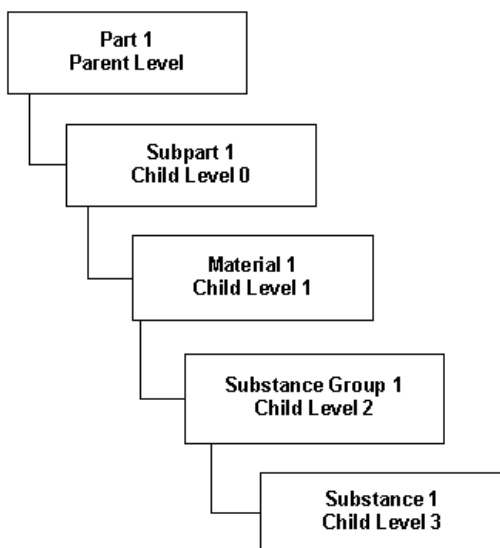 Part 1
Parent Level
Subpart 1
Child Level 0
Material 1
Child Level 1
Substance Group 1
Child Level 2
Substance 1
Child Level 3